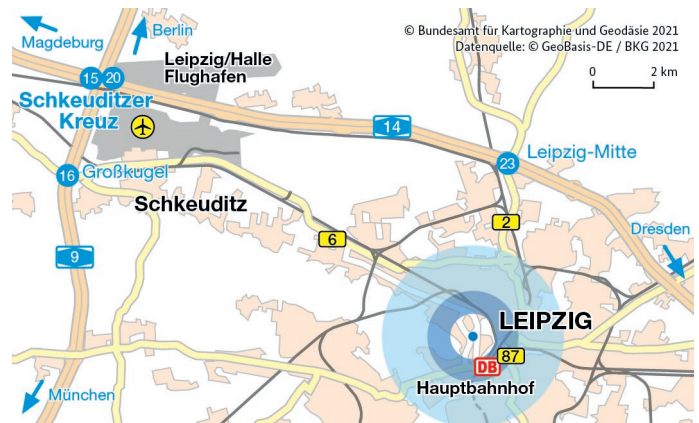 Magdeburg
Berlin
© Bundesamt für Kartographie und Geodäsie 2021
Datenquelle: © GeoBasis-DE / BKG 2021
0 2 km
Leipzig/Halle
Flughafen
15 20
Schkeuditzer
Kreuz
14
23 Leipzig-Mitte
16 Großkugel
Schkeuditz
2
6
Dresden
9
LEIPZIG
87
DB
Hauptbahnhof
München